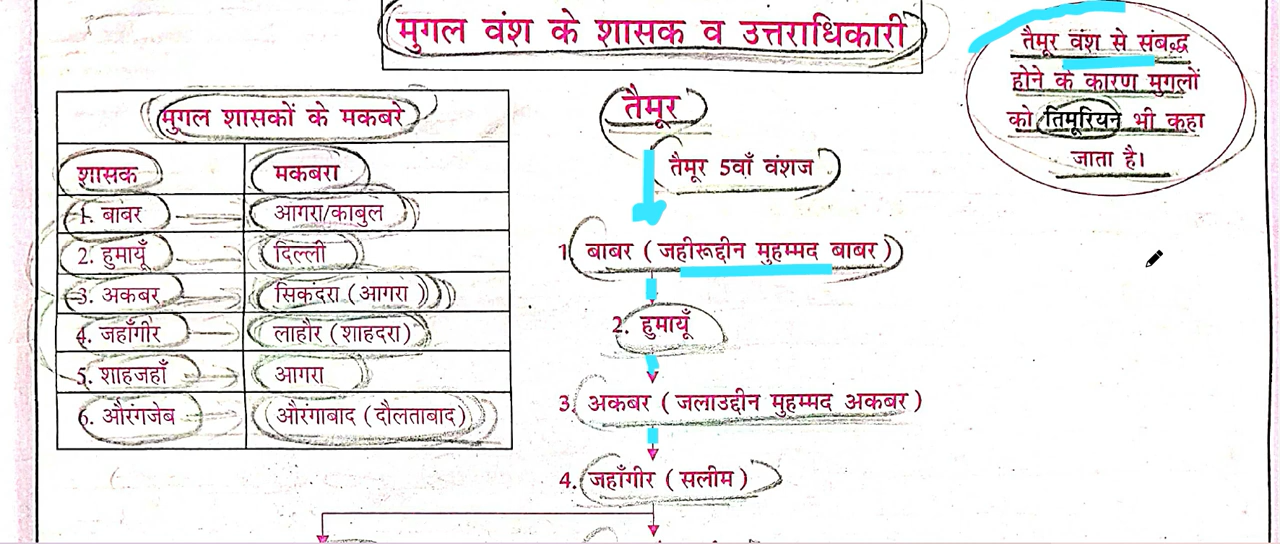 मुगल वंश के शासक व उत्तराधिकारी
तैमूर वंश से संबद्ध
होने के कारण मुगलों
को तिमूरियन भी कहा
जाता है।
मुगल शासकों के मकबरे
शासक मकबरा
1. बाबर आगरा/काबुल
2. हुमायूँ दिल्ली
3. अकबर सिकंदरा (आगरा)
4. जहाँगीर लाहौर (शाहदरा)
5. शाहजहाँ आगरा
6. औरंगजेब औरंगाबाद (दौलताबाद)
तैमूर
तैमूर 5वाँ वंशज
1. बाबर (जहीरूद्दीन मुहम्मद बाबर)
2. हुमायूँ
3. अकबर (जलाउद्दीन मुहम्मद अकबर)
4. जहाँगीर (सलीम)